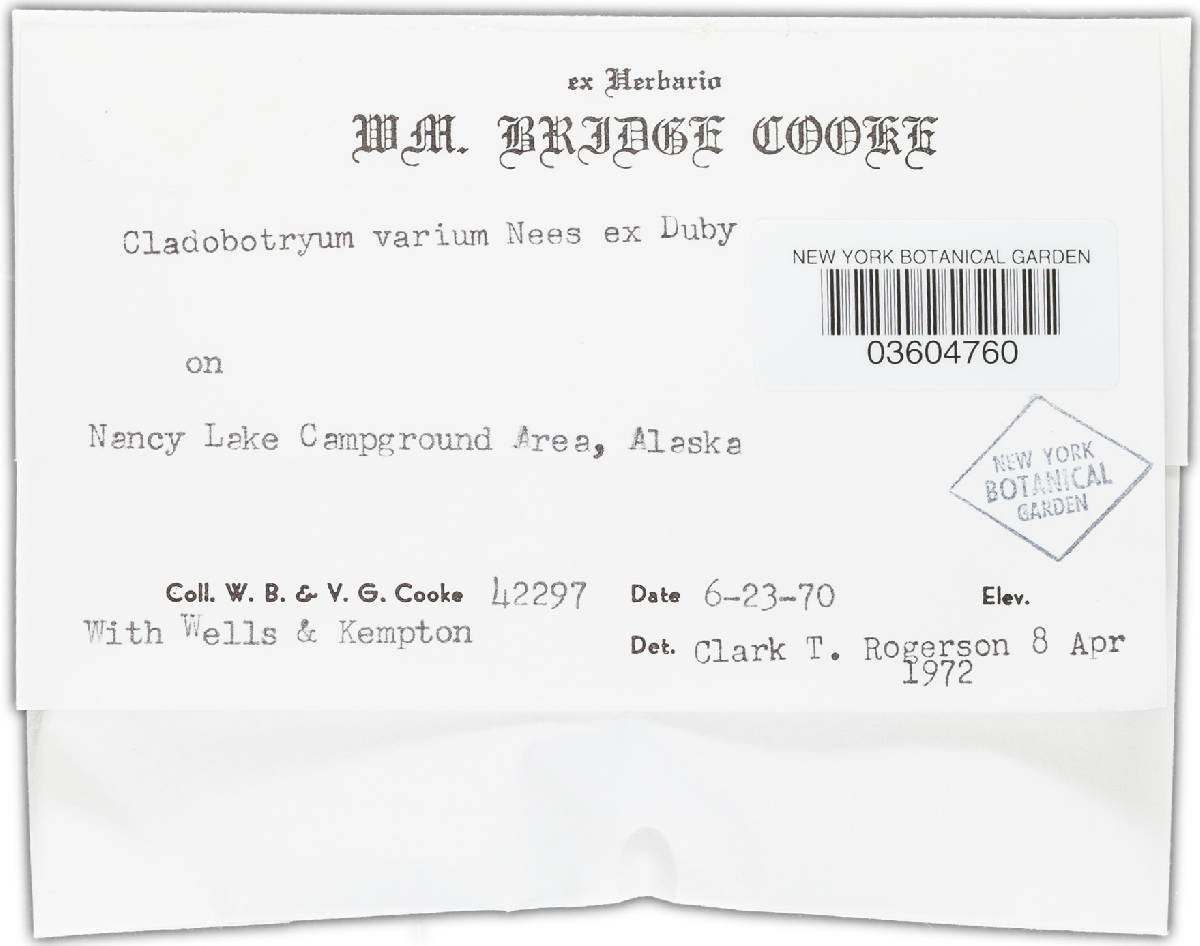 ex Herbario
WM. BRIDGE COOKE
Cladobotryum varium Nees ex Duby
NEW YORK BOTANICAL GARDEN
03604760
on
Nancy Lake Campground Area, Alaska
NEW YORK
BOTANICAL
GARDEN
Coll. W. B. & V. G. Cooke 42297 Date 6-23-70 Elev.
With Wells & Kempton
Det. Clark T. Rogerson 8 Apr
1972